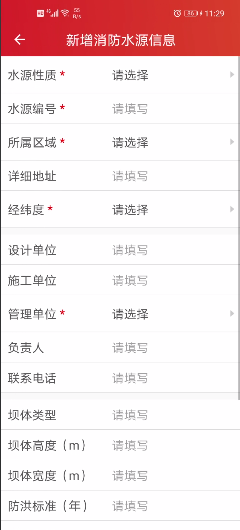 55 B/s 86 11:29
新增消防水源信息
水源性质 * 请选择
水源编号 * 请填写
所属区域 * 请选择
详细地址 请填写
经纬度 * 请选择
设计单位 请填写
施工单位 请填写
管理单位 * 请选择
负责人 请填写
联系电话 请填写
坝体类型 请填写
坝体高度（m） 请填写
坝体宽度（m） 请填写
防洪标准（年） 请填写